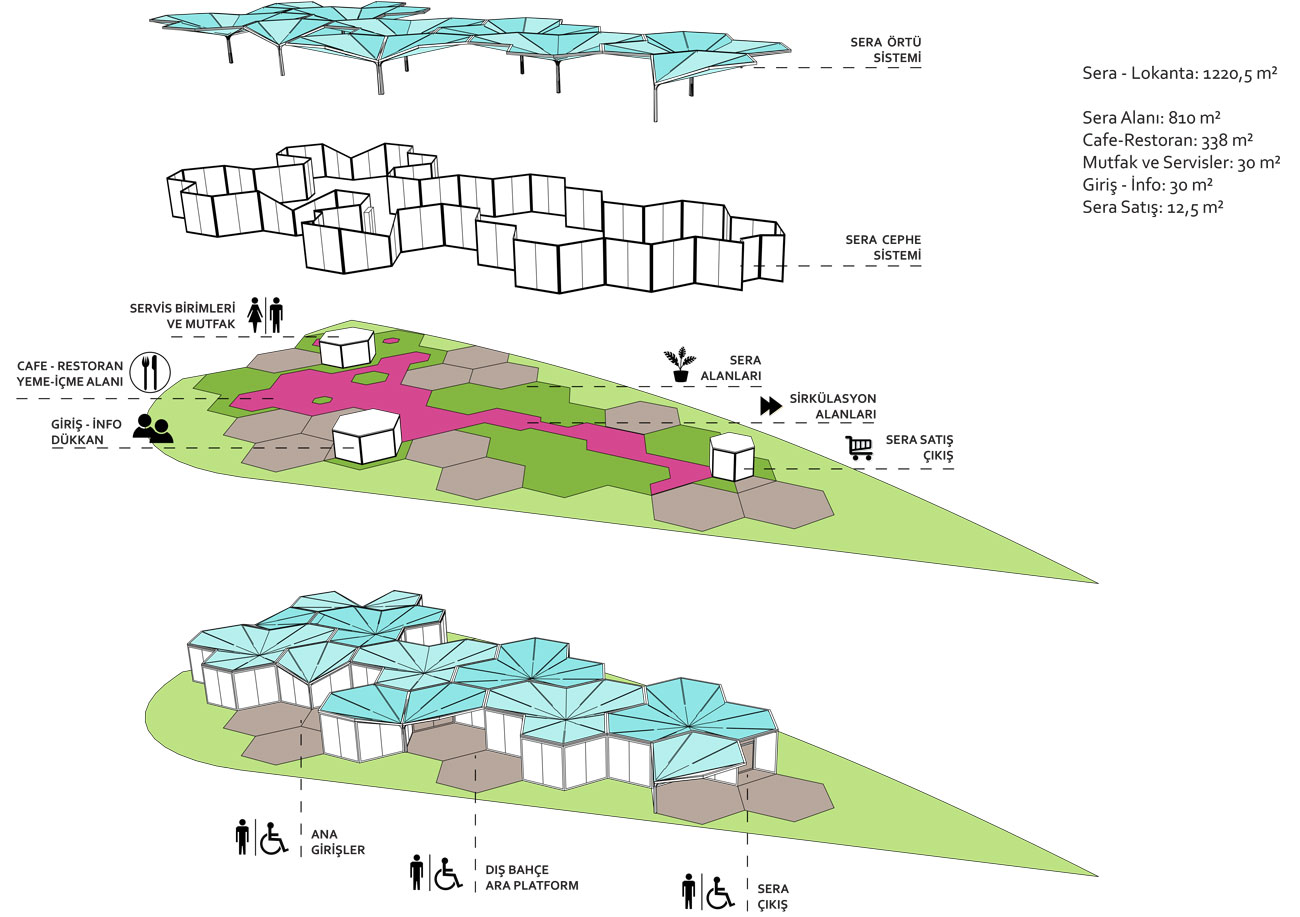 SERA ÖRTÜ
SİSTEMİ
Sera - Lokanta: 1220,5 m²
Sera Alanı: 810 m²
Cafe-Restoran: 338 m²
Mutfak ve Servisler: 30 m²
Giriş - İnfo: 30 m²
Sera Satış: 12,5 m²
SERA CEPHE
SİSTEMİ
SERVİS BİRİMLERİ
VE MUTFAK
CAFE - RESTORAN
YEME-İÇME ALANI
GİRİŞ - İNFO
DÜKKAN
SERA
ALANLARI
SİRKÜLASYON
ALANLARI
SERA SATIŞ
ÇIKIŞ
ANA
GİRİŞLER
DIŞ BAHÇE
ARA PLATFORM
SERA
ÇIKIŞ